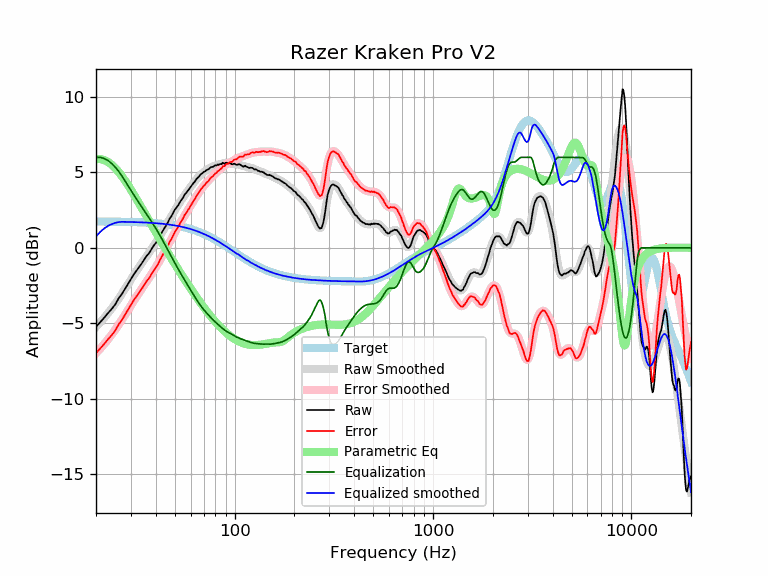 Razer Kraken Pro V2
Amplitude (dBr)
10
5
0
−5
−10
−15
Target
Raw Smoothed
Error Smoothed
Raw
Error
Parametric Eq
Equalization
Equalized smoothed
100
1000
10000
Frequency (Hz)